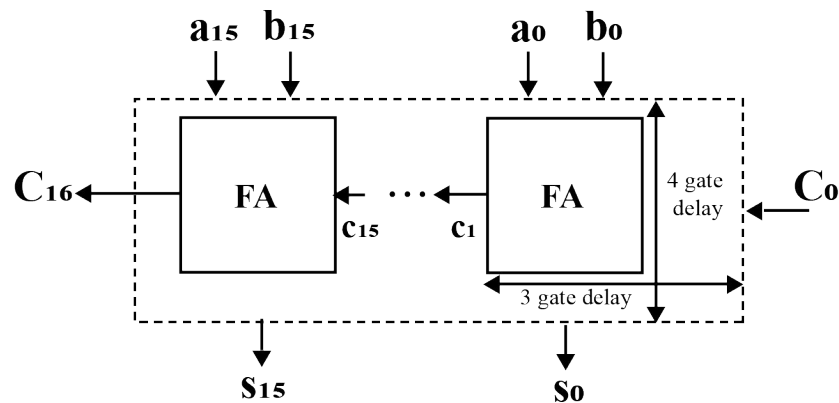 a₁₅ b₁₅ a₀ b₀
C₁₆ FA c₁₅ ... c₁ FA 4 gate delay C₀
3 gate delay
s₁₅ s₀